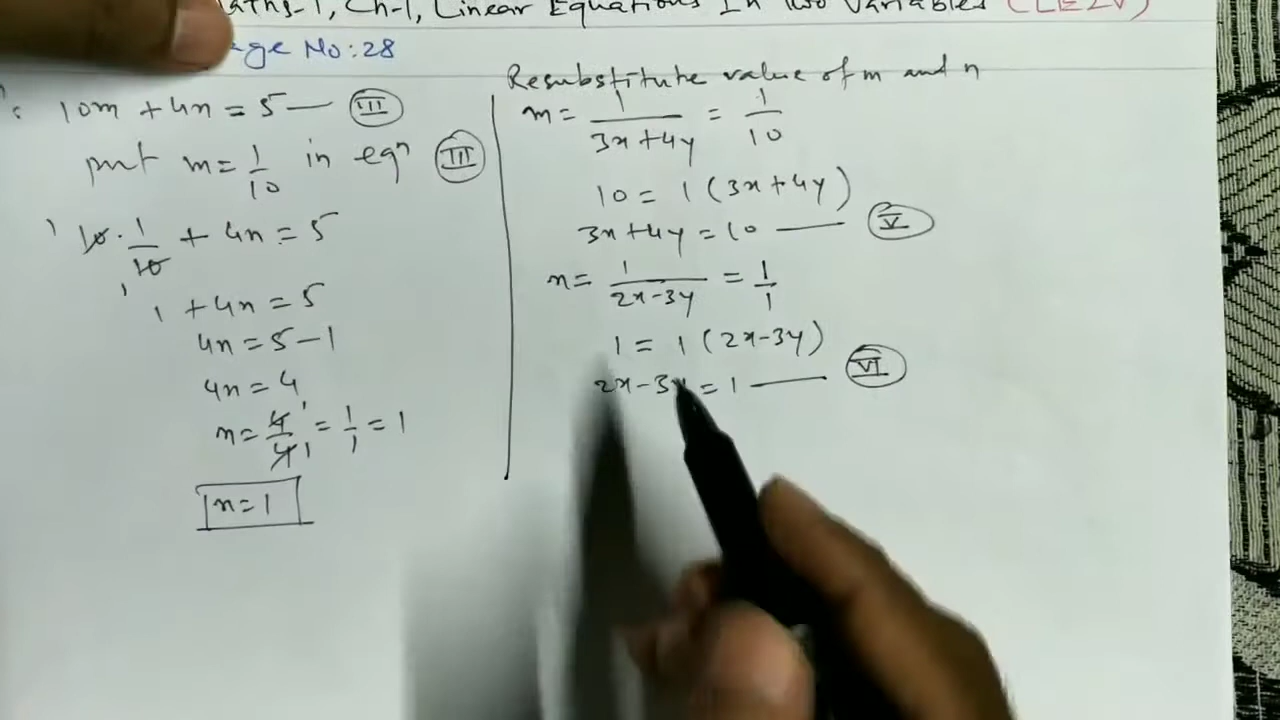 Maths-1, Ch-1, Linear Equations In Two Variables (LE2V)
Page No:28
10m + 4n = 5 — III
put m = 1/10 in eqn III
10 · 1/10 + 4n = 5
1 + 4n = 5
4n = 5 - 1
4n = 4
n = 4/4 = 1/1 = 1
n = 1
Resubstitute value of m and n
m = 1/3x+4y = 1/10
10 = 1 (3x+4y)
3x+4y = 10 — V
n = 1/2x-3y = 1/1
1 = 1 (2x-3y)
2x-3y = 1 — VI